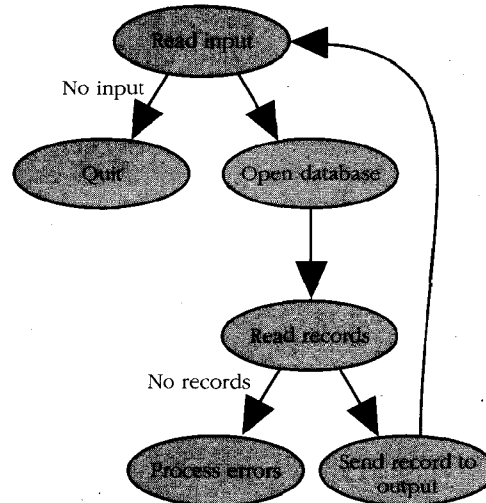 Read input
No input
Quit
Open database
Read records
No records
Process errors
Send record to
output